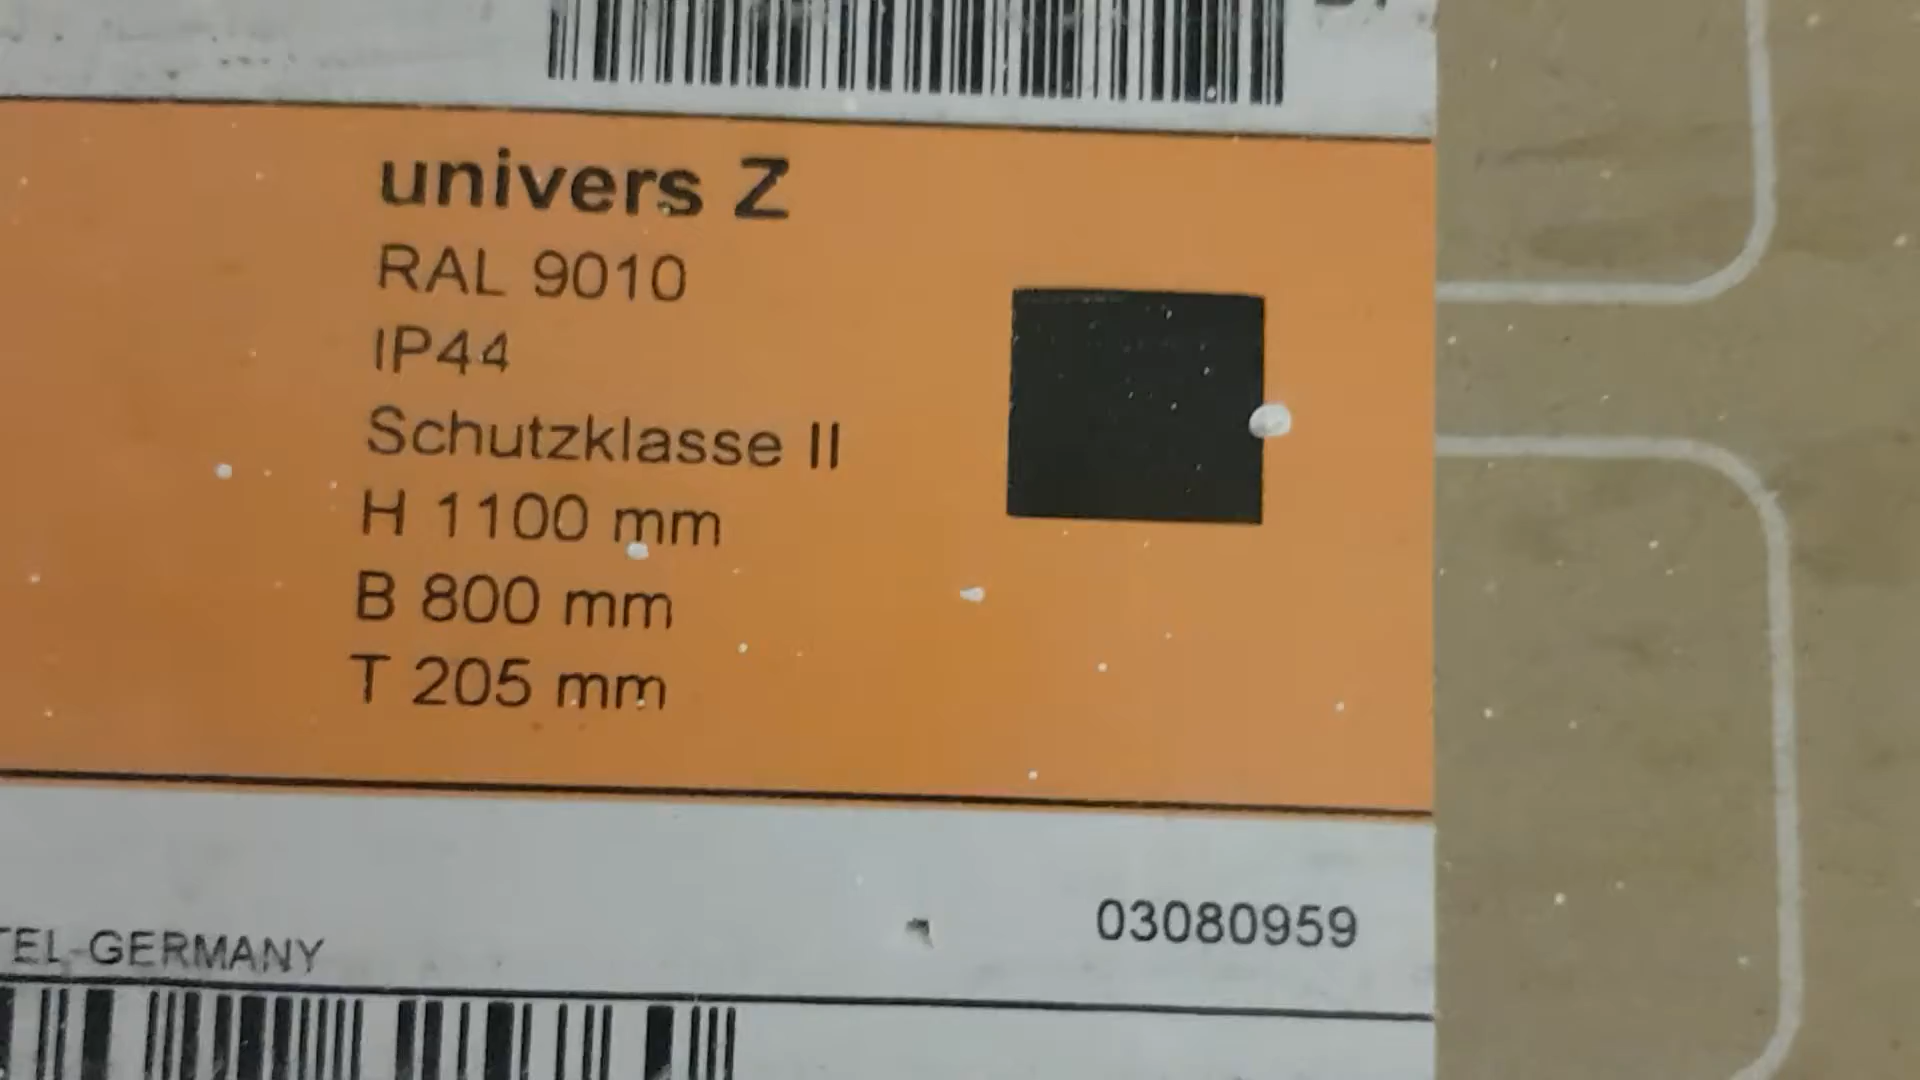 univers Z
RAL 9010
IP44
Schutzklasse II
H 1100 mm
B 800 mm
T 205 mm
03080959
TEL-GERMANY